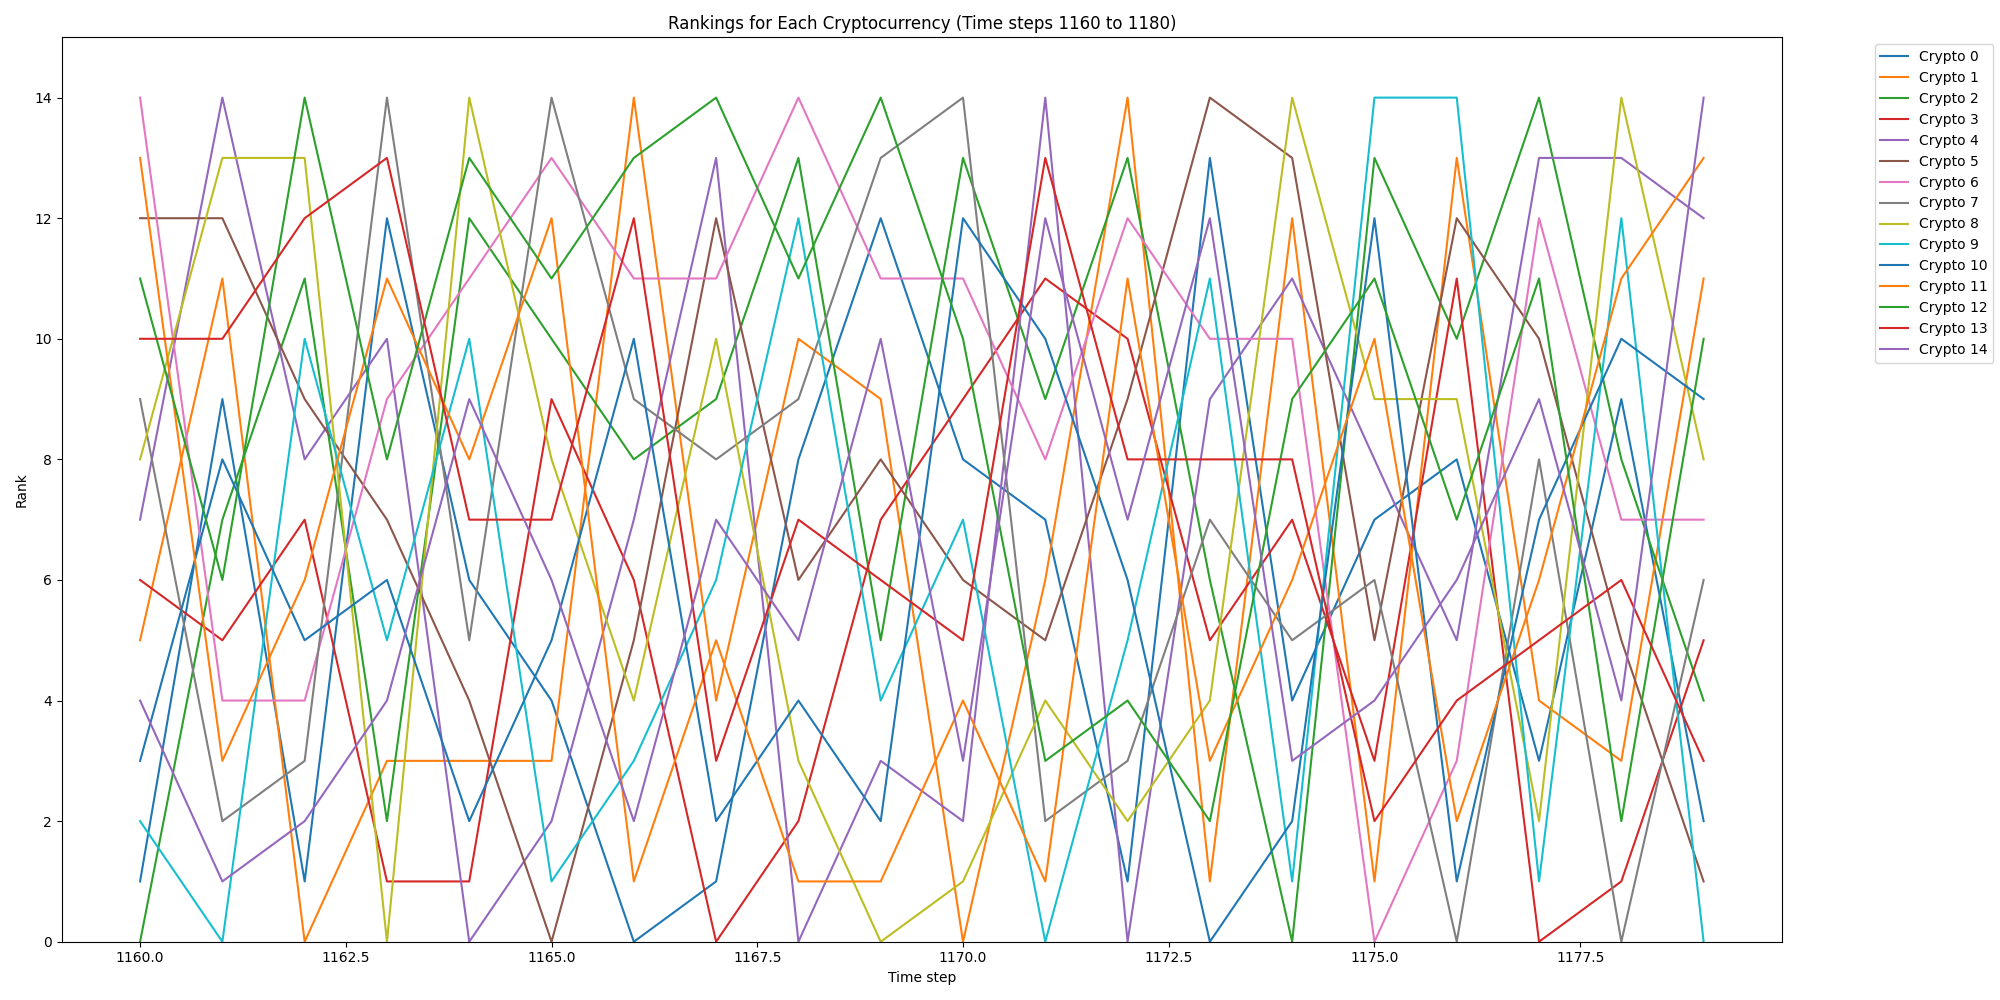 Rankings for Each Cryptocurrency (Time steps 1160 to 1180)
Rank
14
12
10
8
6
4
2
0
1160.0 1162.5 1165.0 1167.5 1170.0 1172.5 1175.0 1177.5
Time step
Crypto 0
Crypto 1
Crypto 2
Crypto 3
Crypto 4
Crypto 5
Crypto 6
Crypto 7
Crypto 8
Crypto 9
Crypto 10
Crypto 11
Crypto 12
Crypto 13
Crypto 14